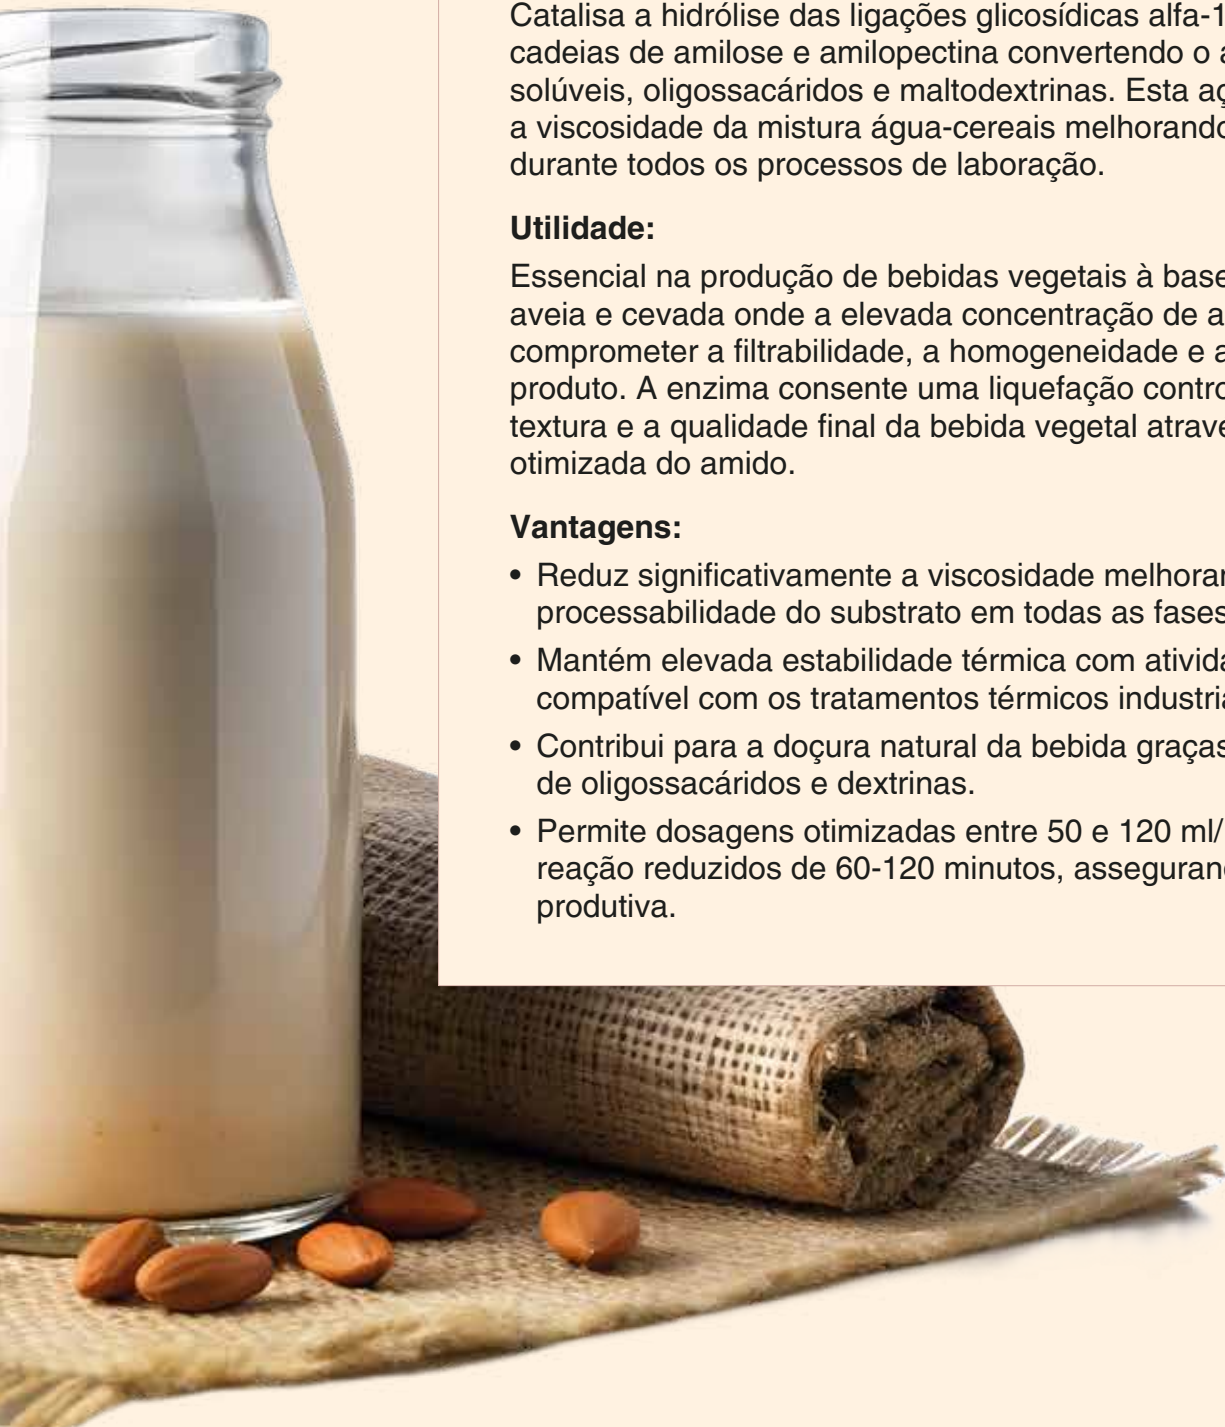 Catalisa a hidrólise das ligações glicosídicas alfa-1
cadeias de amilose e amilopectina convertendo o a
solúveis, oligossacáridos e maltodextrinas. Esta aç
a viscosidade da mistura água-cereais melhorando
durante todos os processos de laboração.
Utilidade:
Essencial na produção de bebidas vegetais à base
aveia e cevada onde a elevada concentração de a
comprometer a filtrabilidade, a homogeneidade e a
produto. A enzima consente uma liquefação contro
textura e a qualidade final da bebida vegetal atrave
otimizada do amido.
Vantagens:
• Reduz significativamente a viscosidade melhoran
processabilidade do substrato em todas as fases
• Mantém elevada estabilidade térmica com ativida
compatível com os tratamentos térmicos industria
• Contribui para a doçura natural da bebida graças
de oligossacáridos e dextrinas.
• Permite dosagens otimizadas entre 50 e 120 ml/
reação reduzidos de 60-120 minutos, asseguran
produtiva.